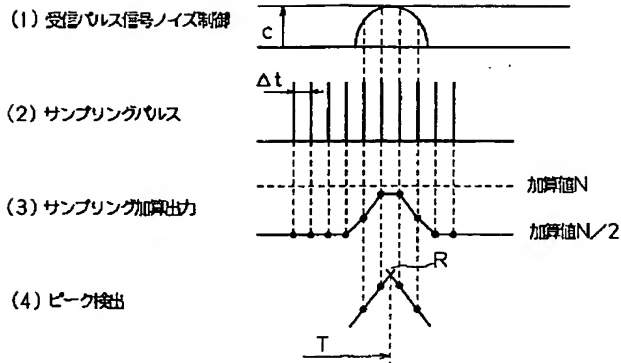 (1) 受信パルス信号ノイズ制御
c
Δt
(2) サンプリングパルス
加算値N
(3) サンプリング加算出力
加算値N/2
R
(4) ピーク検出
T